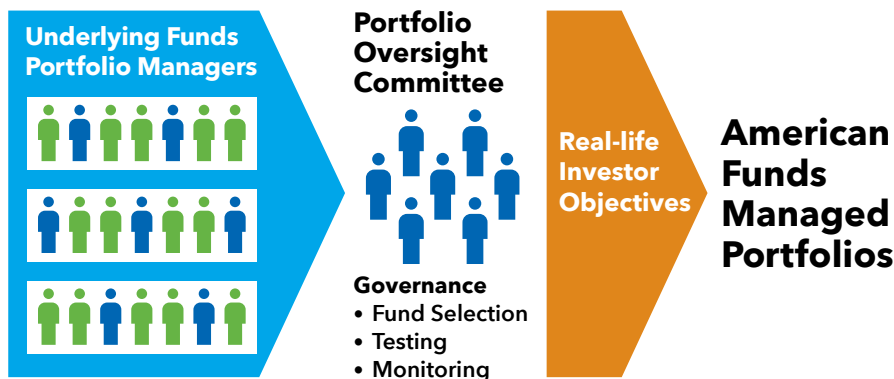 Underlying Funds
Portfolio Managers
Portfolio
Oversight
Committee
Governance
• Fund Selection
• Testing
• Monitoring
Real-life
Investor
Objectives
American
Funds
Managed
Portfolios